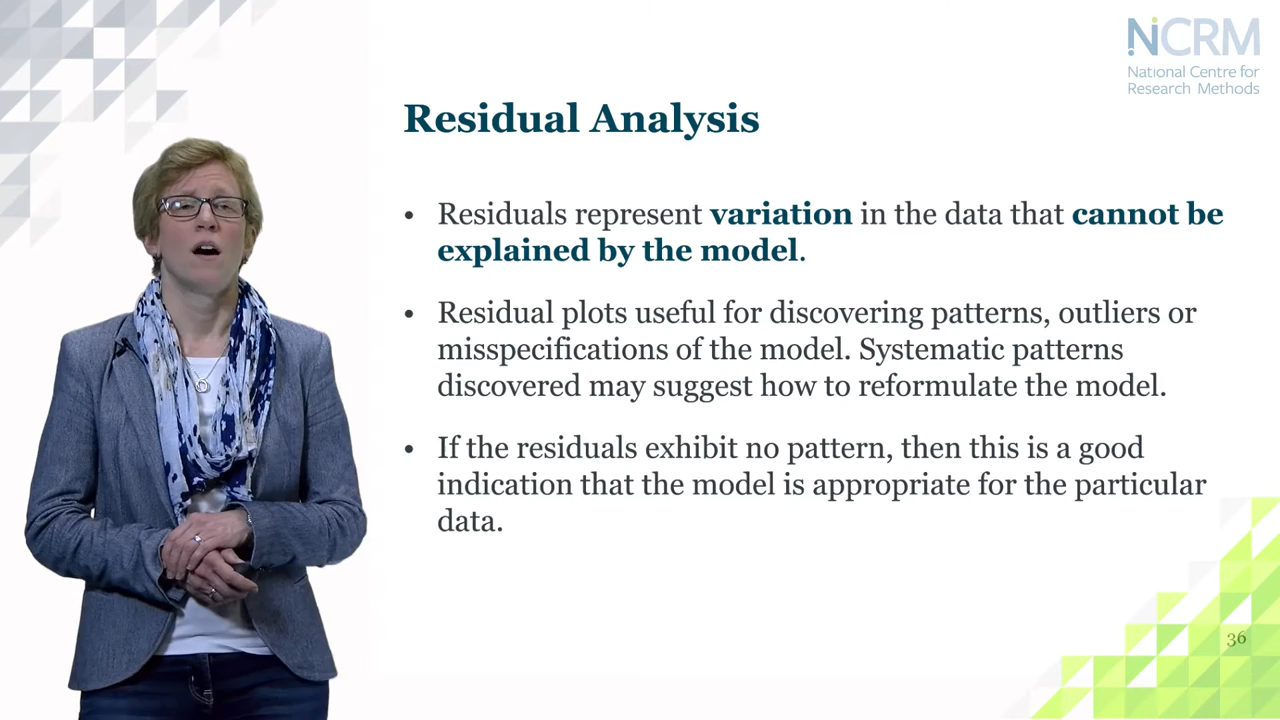 NCRM
National Centre for
Research Methods
Residual Analysis
• Residuals represent variation in the data that cannot be
explained by the model.
• Residual plots useful for discovering patterns, outliers or
misspecifications of the model. Systematic patterns
discovered may suggest how to reformulate the model.
• If the residuals exhibit no pattern, then this is a good
indication that the model is appropriate for the particular
data.
36